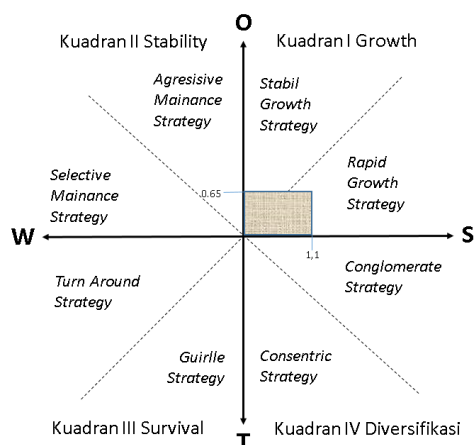 O
Kuadran II Stability
Kuadran I Growth
Agresisive
Mainance
Strategy
Stabil
Growth
Strategy
Selective
Mainance
Strategy
Rapid
Growth
Strategy
0.65
W
S
1,1
Turn Around
Strategy
Conglomerate
Strategy
Guirlle
Strategy
Consentric
Strategy
Kuadran III Survival
T
Kuadran IV Diversifikasi